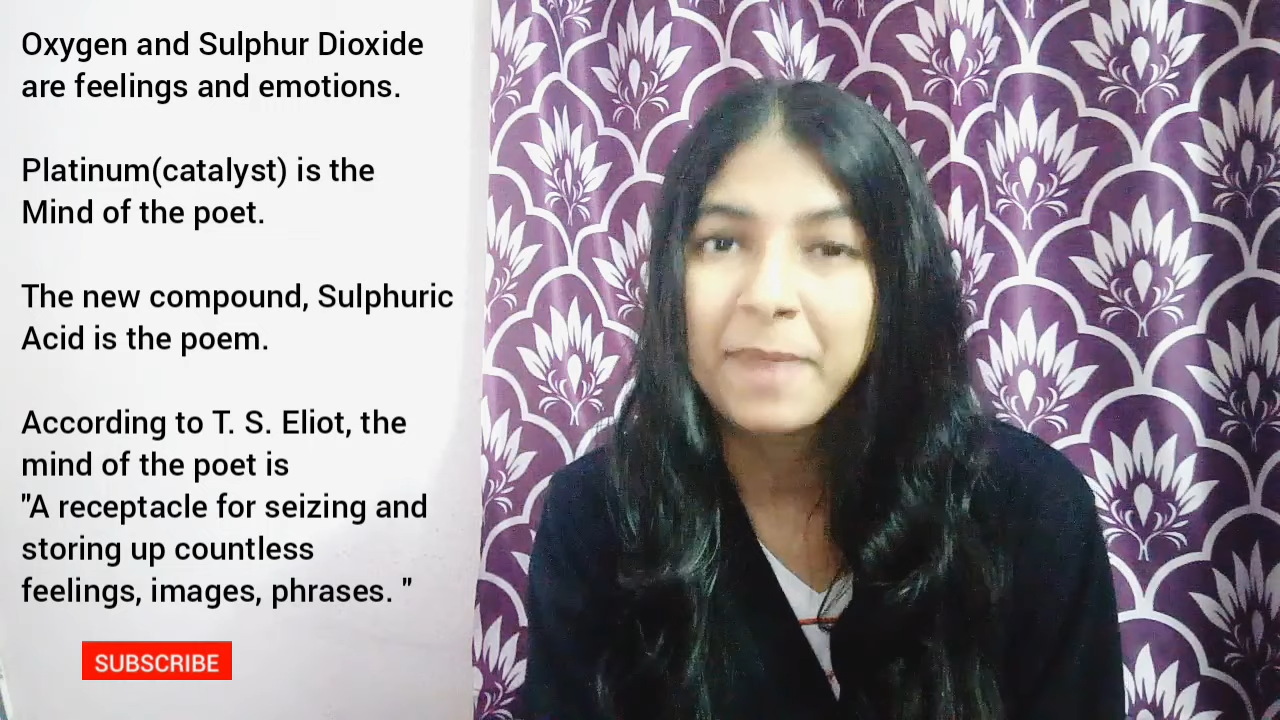 Oxygen and Sulphur Dioxide
are feelings and emotions.
Platinum(catalyst) is the
Mind of the poet.
The new compound, Sulphuric
Acid is the poem.
According to T. S. Eliot, the
mind of the poet is
"A receptacle for seizing and
storing up countless
feelings, images, phrases. "
SUBSCRIBE